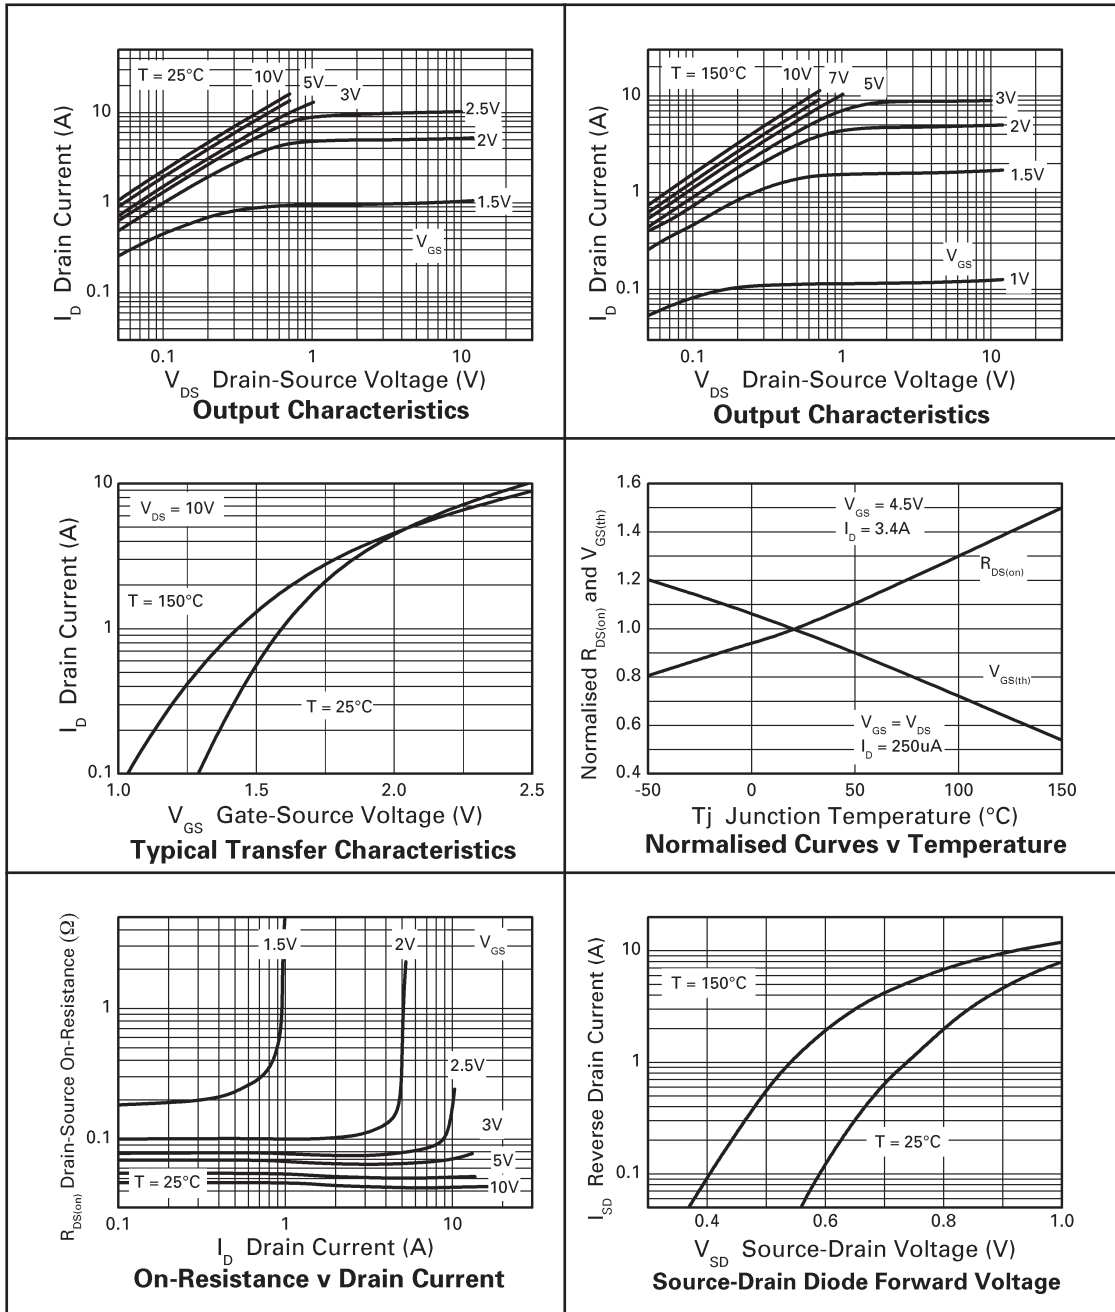 T = 25°C
10V
5V
3V
2.5V
2V
1.5V
VGS
10
1
0.1
ID Drain Current (A)
0.1
1
10
VDS Drain-Source Voltage (V)
Output Characteristics
T = 150°C
10V
7V
5V
3V
2V
1.5V
VGS
1V
10
1
0.1
ID Drain Current (A)
0.1
1
10
VDS Drain-Source Voltage (V)
Output Characteristics
10
1
0.1
VDS = 10V
T = 150°C
T = 25°C
ID Drain Current (A)
1.0
1.5
2.0
2.5
VGS Gate-Source Voltage (V)
Typical Transfer Characteristics
1.6
1.4
1.2
1.0
0.8
0.6
0.4
VGS = 4.5V
ID = 3.4A
RDS(on)
VGS(th)
VGS = VDS
ID = 250uA
Normalised RDS(on) and VGS(th)
-50
0
50
100
150
Tj Junction Temperature (°C)
Normalised Curves v Temperature
1.5V
2V
VGS
2.5V
3V
5V
10V
T = 25°C
1
0.1
RDS(on) Drain-Source On-Resistance (Ω)
0.1
1
10
ID Drain Current (A)
On-Resistance v Drain Current
10
1
0.1
T = 150°C
T = 25°C
ISD Reverse Drain Current (A)
0.4
0.6
0.8
1.0
VSD Source-Drain Voltage (V)
Source-Drain Diode Forward Voltage